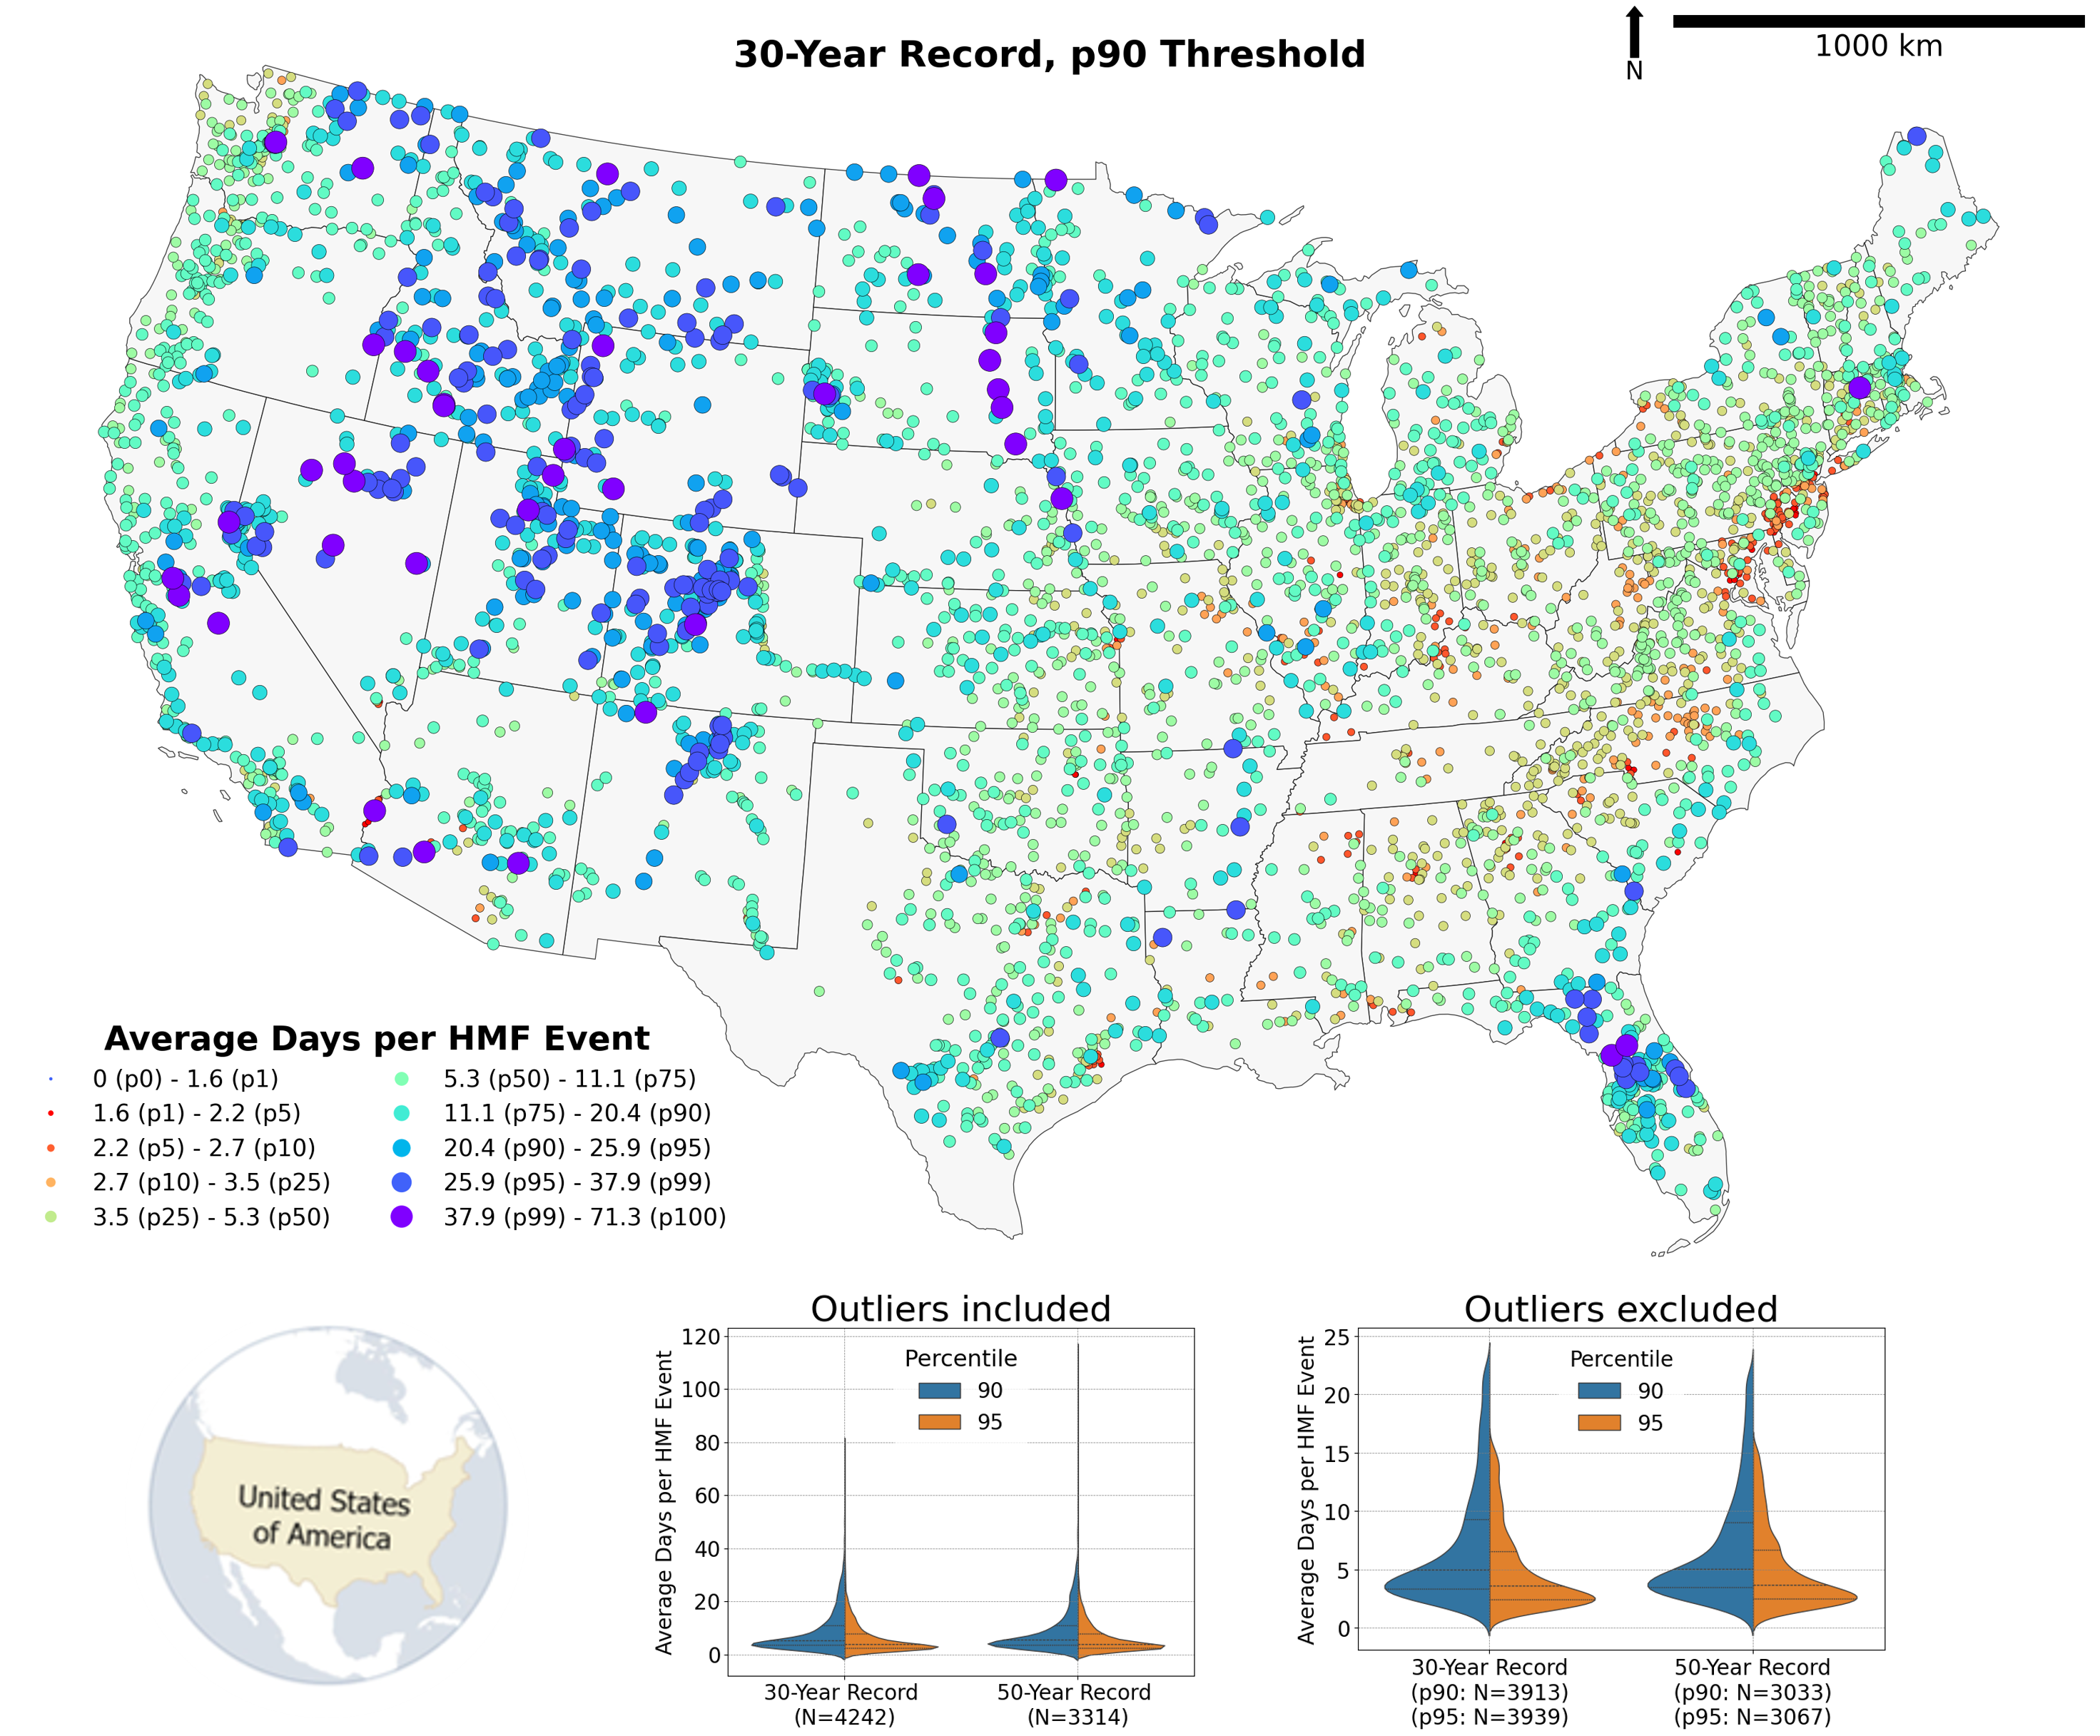 30-Year Record, p90 Threshold
N
1000 km
Average Days per HMF Event
0 (p0) - 1.6 (p1)
1.6 (p1) - 2.2 (p5)
2.2 (p5) - 2.7 (p10)
2.7 (p10) - 3.5 (p25)
3.5 (p25) - 5.3 (p50)
5.3 (p50) - 11.1 (p75)
11.1 (p75) - 20.4 (p90)
20.4 (p90) - 25.9 (p95)
25.9 (p95) - 37.9 (p99)
37.9 (p99) - 71.3 (p100)
United States
of America
Outliers included
Average Days per HMF Event
120
100
80
60
40
20
0
Percentile
90
95
30-Year Record
(N=4242)
50-Year Record
(N=3314)
Outliers excluded
Average Days per HMF Event
25
20
15
10
5
0
Percentile
90
95
30-Year Record
(p90: N=3913)
(p95: N=3939)
50-Year Record
(p90: N=3033)
(p95: N=3067)